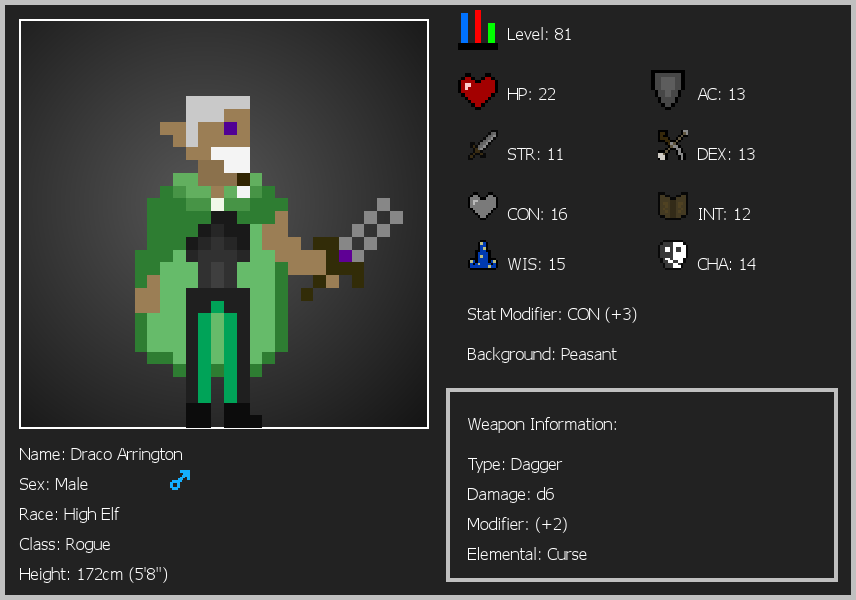 Level: 81
HP: 22
AC: 13
STR: 11
DEX: 13
CON: 16
INT: 12
WIS: 15
CHA: 14
Stat Modifier: CON (+3)
Background: Peasant
Weapon Information:
Type: Dagger
Damage: d6
Modifier: (+2)
Elemental: Curse
Name: Draco Arrington
Sex: Male
Race: High Elf
Class: Rogue
Height: 172cm (5'8")